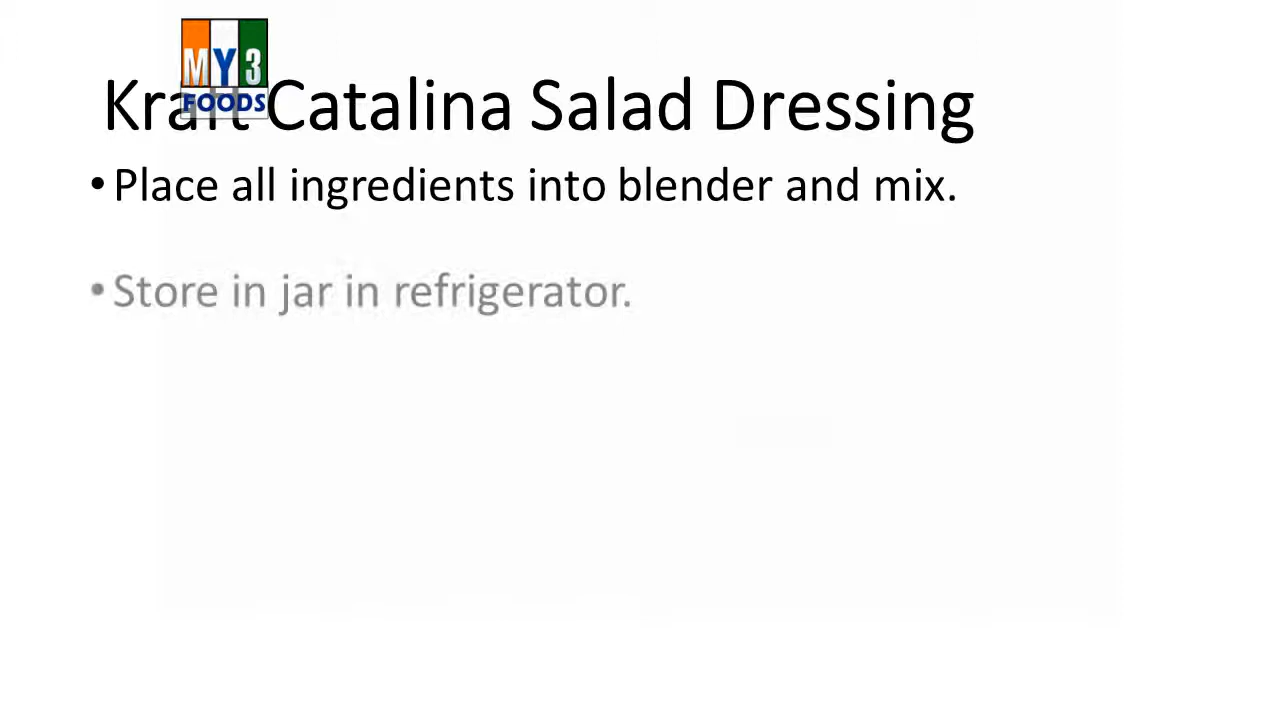 MY3
FOODS
Kraft Catalina Salad Dressing
• Place all ingredients into blender and mix.
• Store in jar in refrigerator.